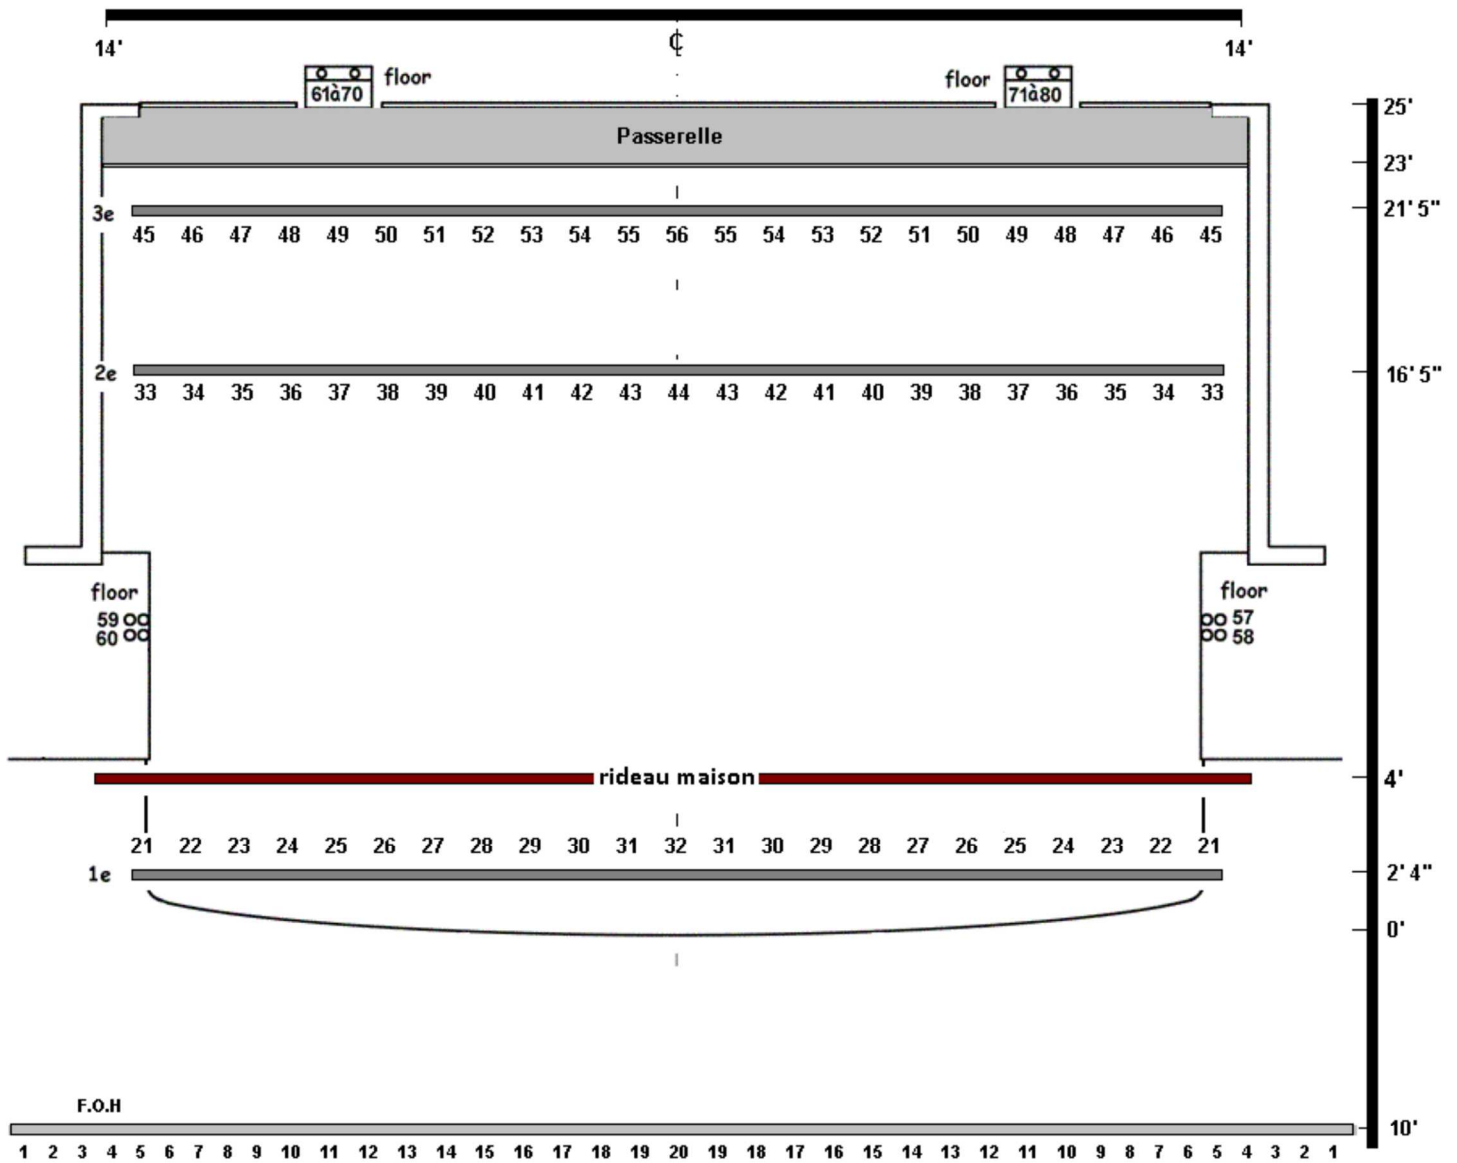 14' ℄ 14'
floor floor
61à70 71à80
25'
Passerelle
23'
3e 21'5"
45 46 47 48 49 50 51 52 53 54 55 56 55 54 53 52 51 50 49 48 47 46 45
2e 16'5"
33 34 35 36 37 38 39 40 41 42 43 44 43 42 41 40 39 38 37 36 35 34 33
floor floor
59 57
60 58
rideau maison 4'
21 22 23 24 25 26 27 28 29 30 31 32 31 30 29 28 27 26 25 24 23 22 21
1e 2'4"
0'
F.O.H
10'
1 2 3 4 5 6 7 8 9 10 11 12 13 14 15 16 17 18 19 20 19 18 17 16 15 14 13 12 11 10 9 8 7 6 5 4 3 2 1